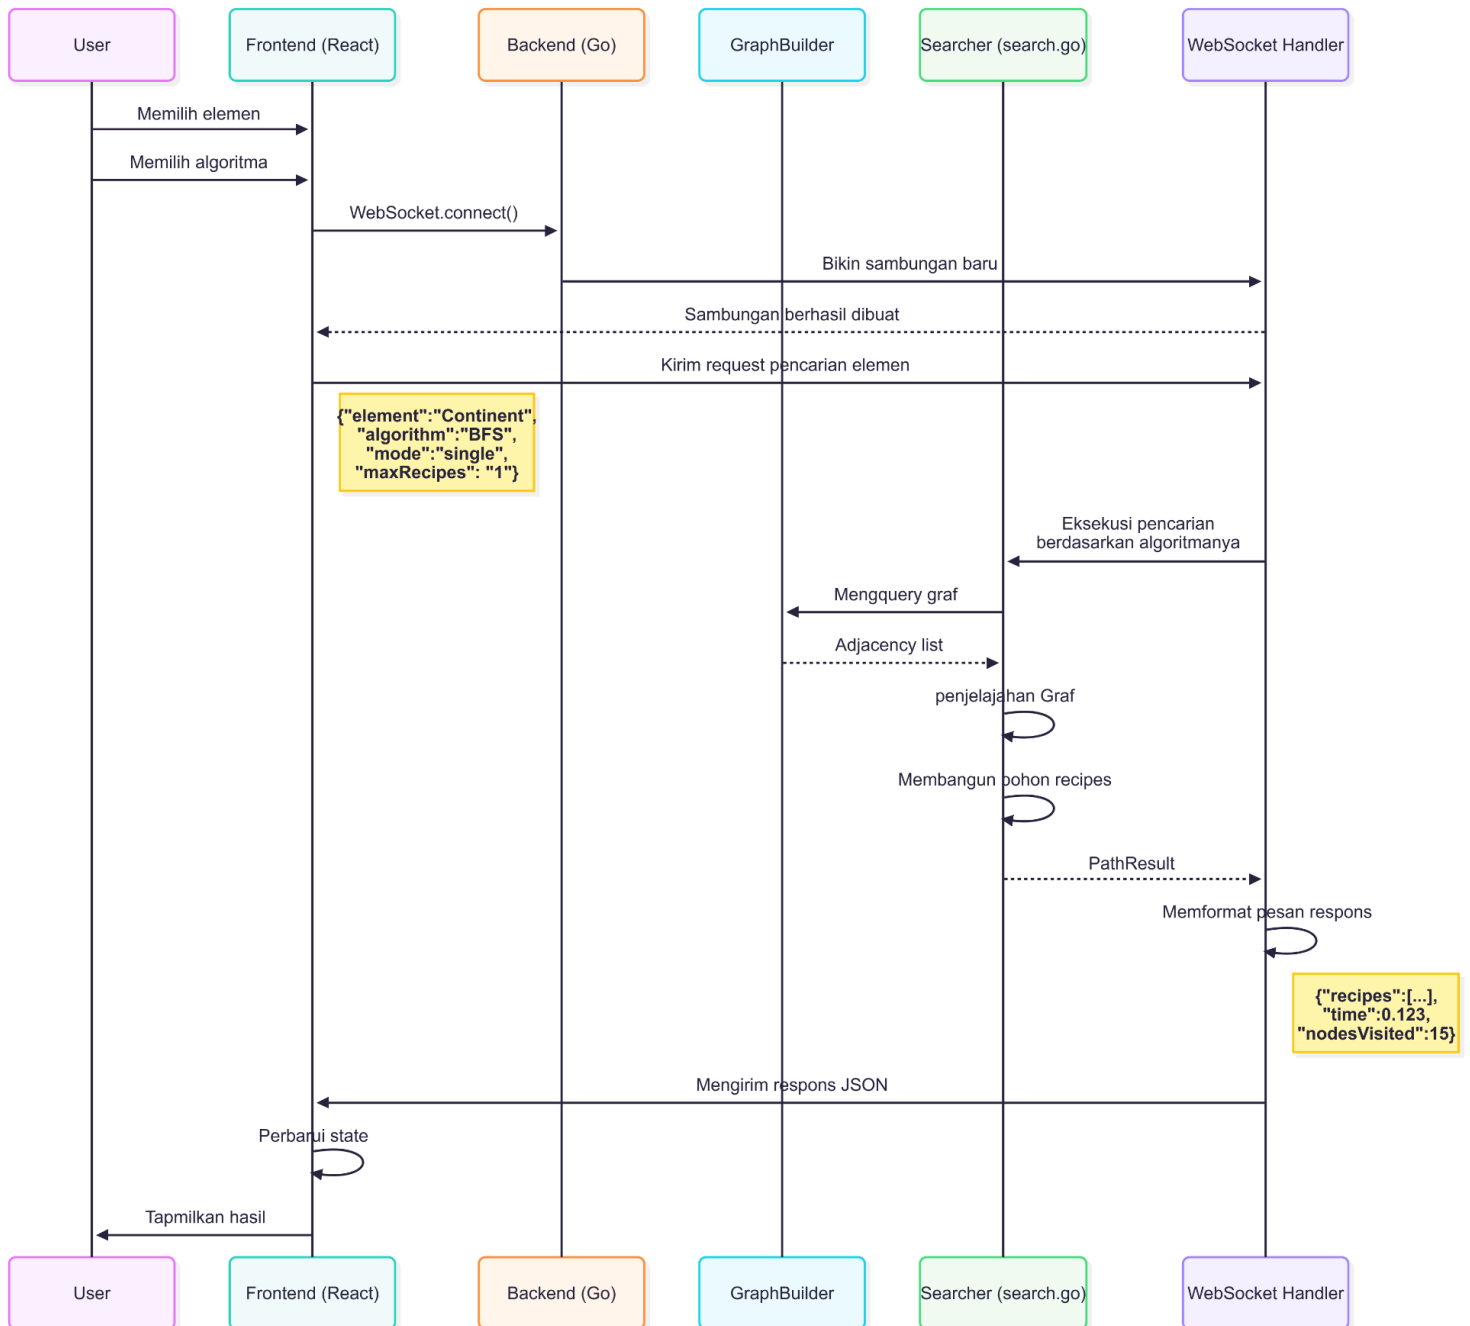 User
Frontend (React)
Backend (Go)
GraphBuilder
Searcher (search.go)
WebSocket Handler
Memilih elemen
Memilih algoritma
WebSocket.connect()
Bikin sambungan baru
Sambungan berhasil dibuat
Kirim request pencarian elemen
{"element":"Continent",
"algorithm":"BFS",
"mode":"single",
"maxRecipes": "1"}
Eksekusi pencarian
berdasarkan algoritmanya
Mengquery graf
Adjacency list
penjelajahan Graf
Membangun pohon recipes
PathResult
Memformat pesan respons
{"recipes":[...],
"time":0.123,
"nodesVisited":15}
Mengirim respons JSON
Perbarui state
Tapmilkan hasil
User
Frontend (React)
Backend (Go)
GraphBuilder
Searcher (search.go)
WebSocket Handler